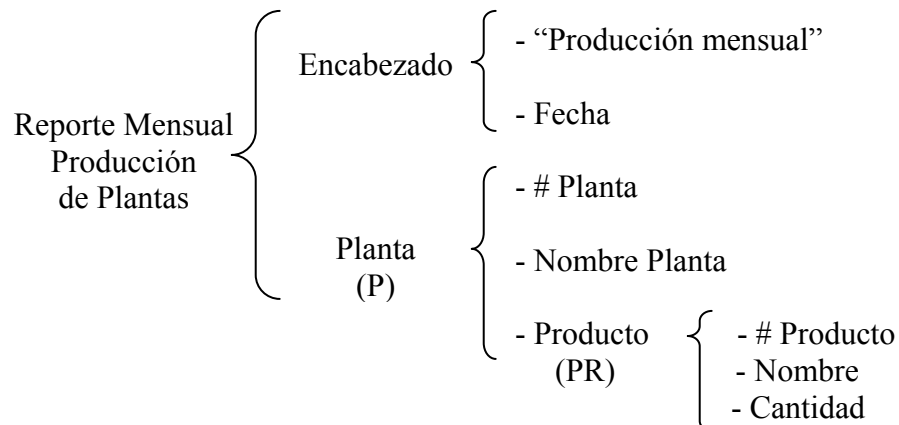 Reporte Mensual
Producción
de Plantas
Encabezado
- “Producción mensual”
- Fecha
Planta
(P)
- # Planta
- Nombre Planta
- Producto
(PR)
- # Producto
- Nombre
- Cantidad